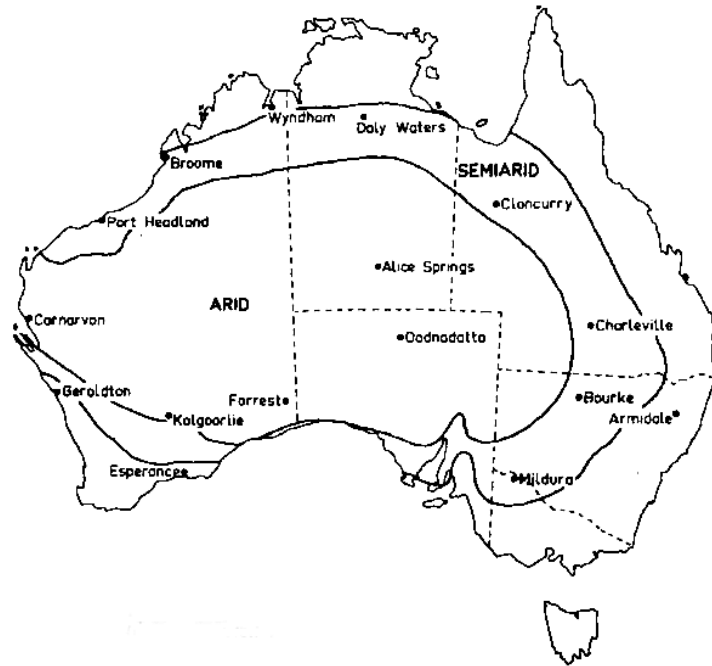 Wyndham
Daly Waters
Broome
SEMIARID
Cloncurry
Port Headland
Alice Springs
ARID
Carnarvon
Charleville
Oodnadatta
Geraldton
Forrest
Bourke
Kalgoorlie
Armidale
Esperance
Mildura